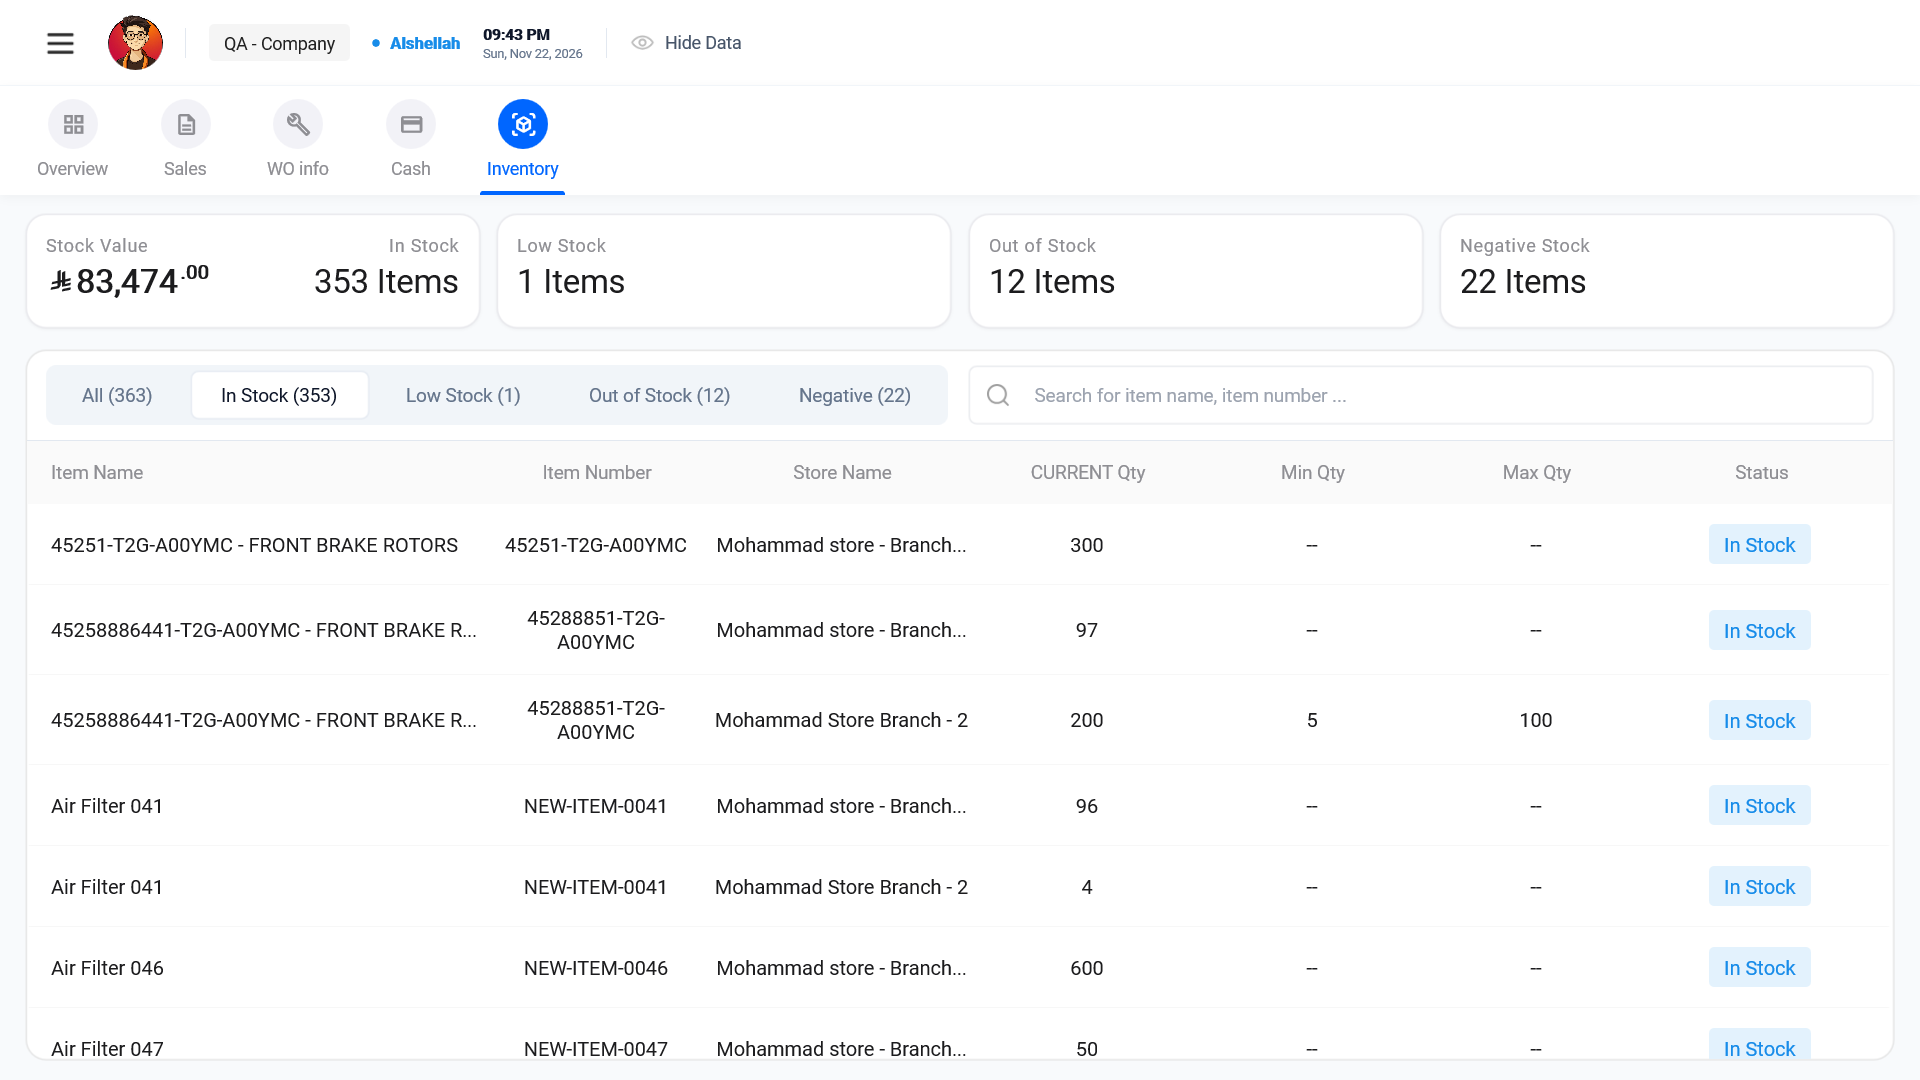 QA - Company
Alshellah
09:43 PM
Sun, Nov 22, 2026
Hide Data
Overview
Sales
WO info
Cash
Inventory
Stock Value
In Stock
83,474.00
353 Items
Low Stock
1 Items
Out of Stock
12 Items
Negative Stock
22 Items
All (363)
In Stock (353)
Low Stock (1)
Out of Stock (12)
Negative (22)
Search for item name, item number ...
Item Name Item Number Store Name CURRENT Qty Min Qty Max Qty Status
45251-T2G-A00YMC - FRONT BRAKE ROTORS 45251-T2G-A00YMC Mohammad store - Branch... 300 -- -- In Stock
45258886441-T2G-A00YMC - FRONT BRAKE R... 45288851-T2G-
A00YMC Mohammad store - Branch... 97 -- -- In Stock
45258886441-T2G-A00YMC - FRONT BRAKE R... 45288851-T2G-
A00YMC Mohammad Store Branch - 2 200 5 100 In Stock
Air Filter 041 NEW-ITEM-0041 Mohammad store - Branch... 96 -- -- In Stock
Air Filter 041 NEW-ITEM-0041 Mohammad Store Branch - 2 4 -- -- In Stock
Air Filter 046 NEW-ITEM-0046 Mohammad store - Branch... 600 -- -- In Stock
Air Filter 047 NEW-ITEM-0047 Mohammad store - Branch... 50 -- -- In Stock